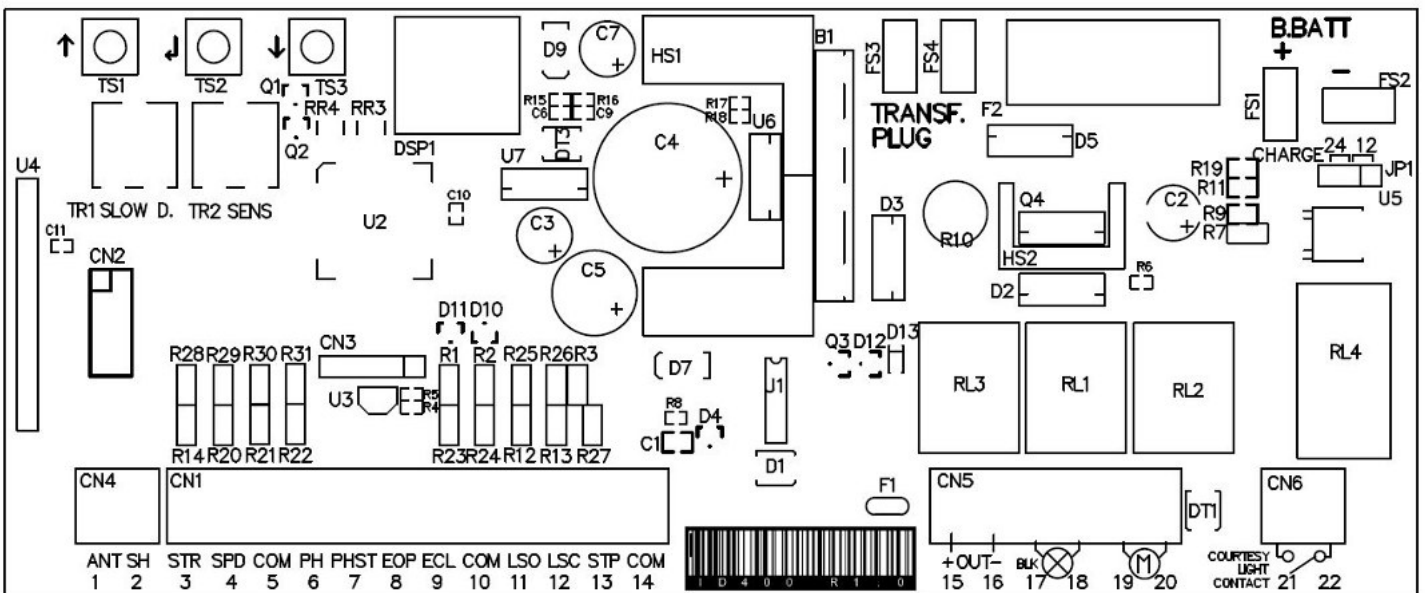 TS1
TS2
TS3
Q1
RR4
RR3
Q2
DSP1
D9
C7
HS1
B1
R15
C6
R16
C9
DT3
R17
R18
U6
C4
U7
FS3
FS4
TRANSF.
PLUG
F2
D5
B.BATT
+
-
FS1
FS2
CHARGE
24
12
JP1
U4
TR1 SLOW D.
TR2 SENS
U2
C10
C11
CN2
C3
C5
D3
R10
Q4
HS2
D2
C2
R6
R19
R11
R9
R7
U5
D11
D10
CN3
R28
R29
R30
R31
R1
R2
R25
R26
R3
U3
R5
R4
R14
R20
R21
R22
R23
R24
R12
R13
R27
D7
J1
R8
C1
D4
D1
Q3
D12
D13
RL3
RL1
RL2
RL4
CN4
CN1
F1
CN5
DT1
CN6
ANT SH STR SPD COM PH PHST EOP ECL COM LSO LSC STP COM
1 2 3 4 5 6 7 8 9 10 11 12 13 14
ID400 R1.0
+OUT-
BLK
M
15 16 17 18 19 20
COURTESY
LIGHT
CONTACT
21 22